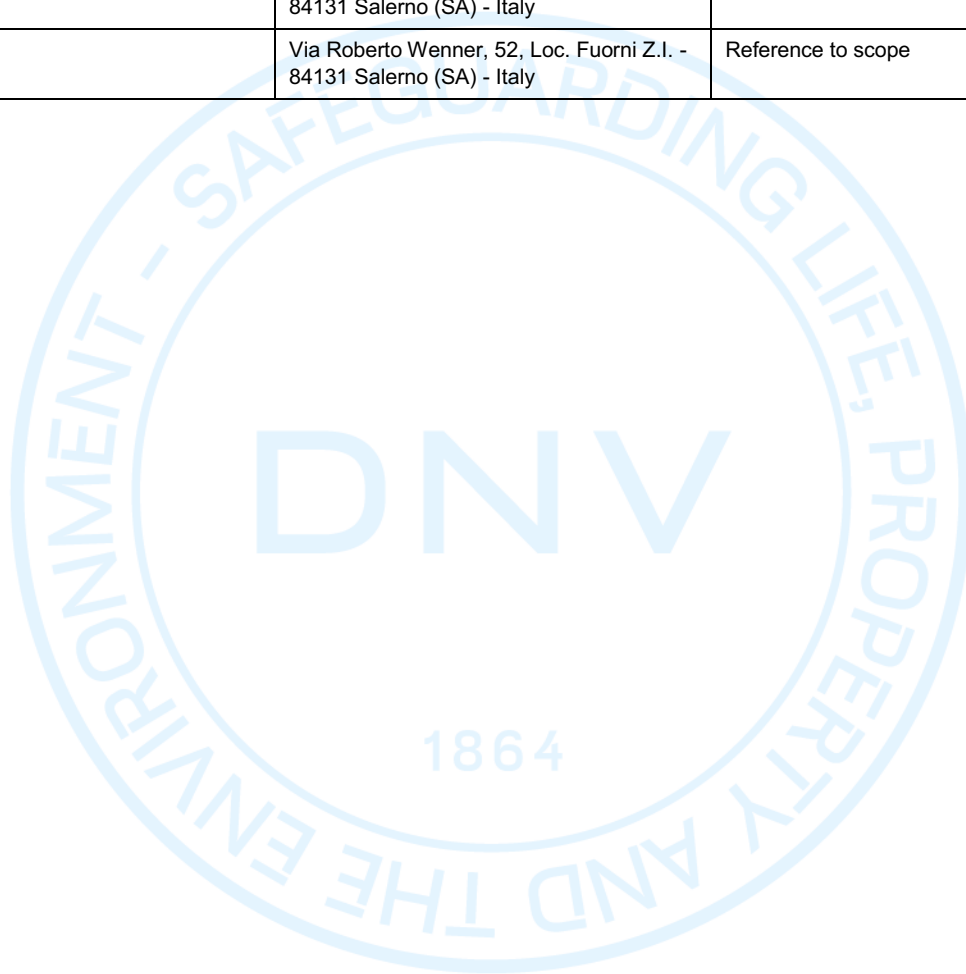 84131 Salerno (SA) - Italy
Via Roberto Wenner, 52, Loc. Fuorni Z.I. - Reference to scope
84131 Salerno (SA) - Italy
SAFEGUARDING LIFE, PROPERTY AND THE ENVIRONMENT -
DNV
1864